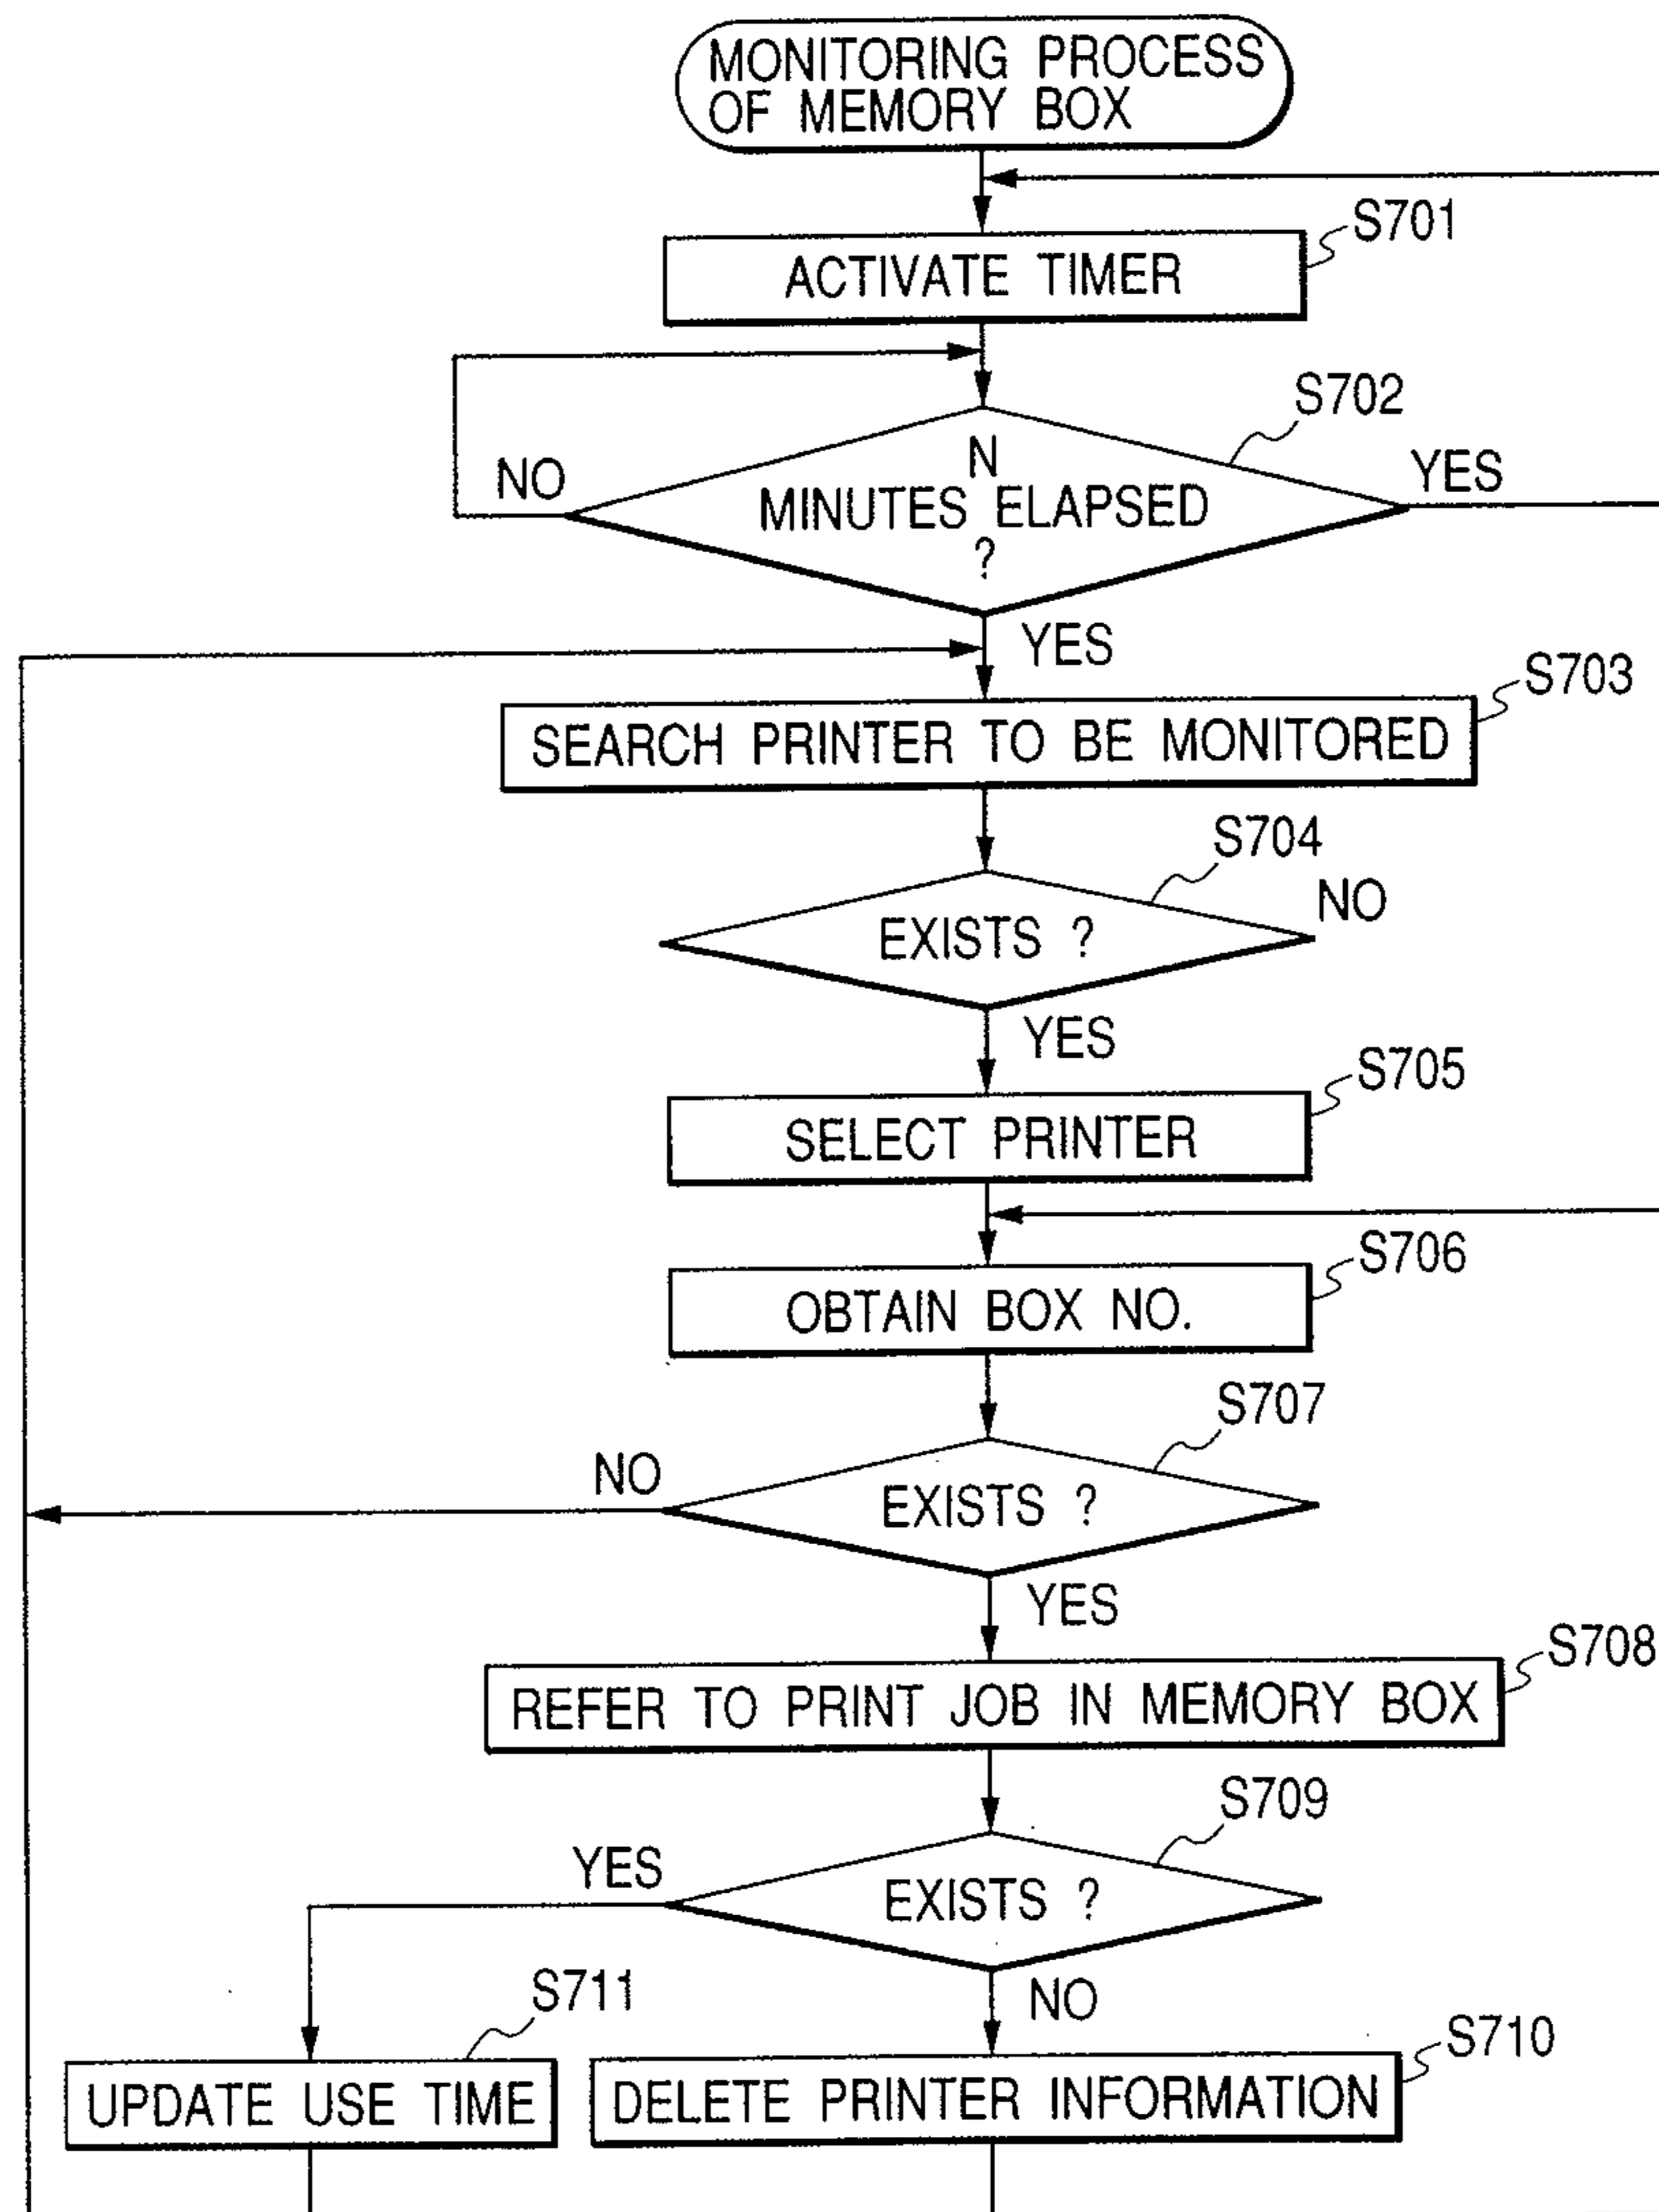 MONITORING PROCESS
OF MEMORY BOX
S701
ACTIVATE TIMER
S702
N
NO
YES
MINUTES ELAPSED
?
YES
S703
SEARCH PRINTER TO BE MONITORED
S704
NO
EXISTS ?
YES
S705
SELECT PRINTER
S706
OBTAIN BOX NO.
S707
NO
EXISTS ?
YES
S708
REFER TO PRINT JOB IN MEMORY BOX
S709
YES
EXISTS ?
S711
NO
S710
UPDATE USE TIME
DELETE PRINTER INFORMATION